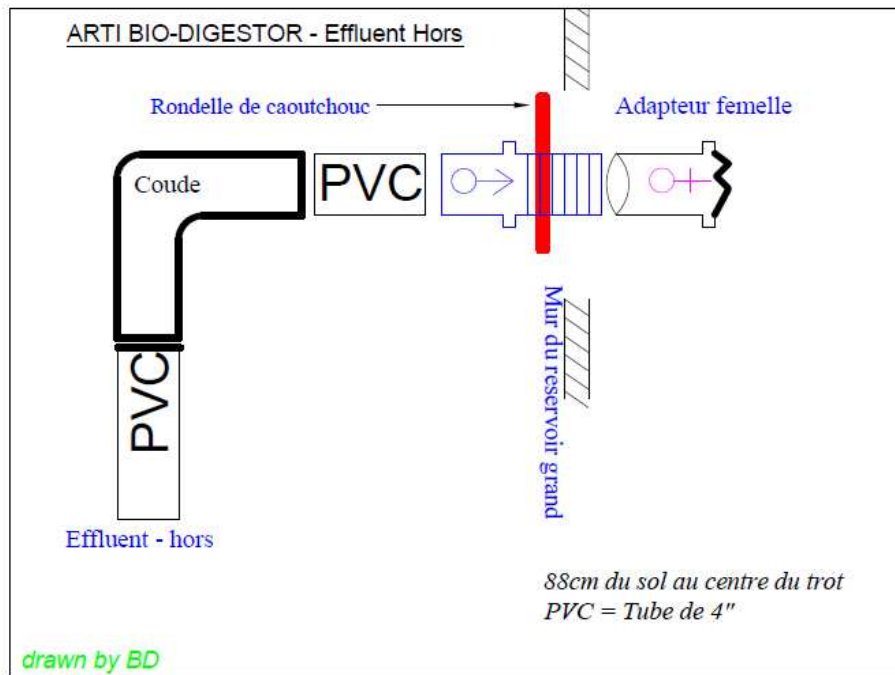 ARTI BIO-DIGESTOR - Effluent Hors
Rondelle de caoutchouc
Adapteur femelle
Coude
PVC
PVC
Mur du reservoir grand
Effluent - hors
88cm du sol au centre du trot
PVC = Tube de 4"
drawn by BD